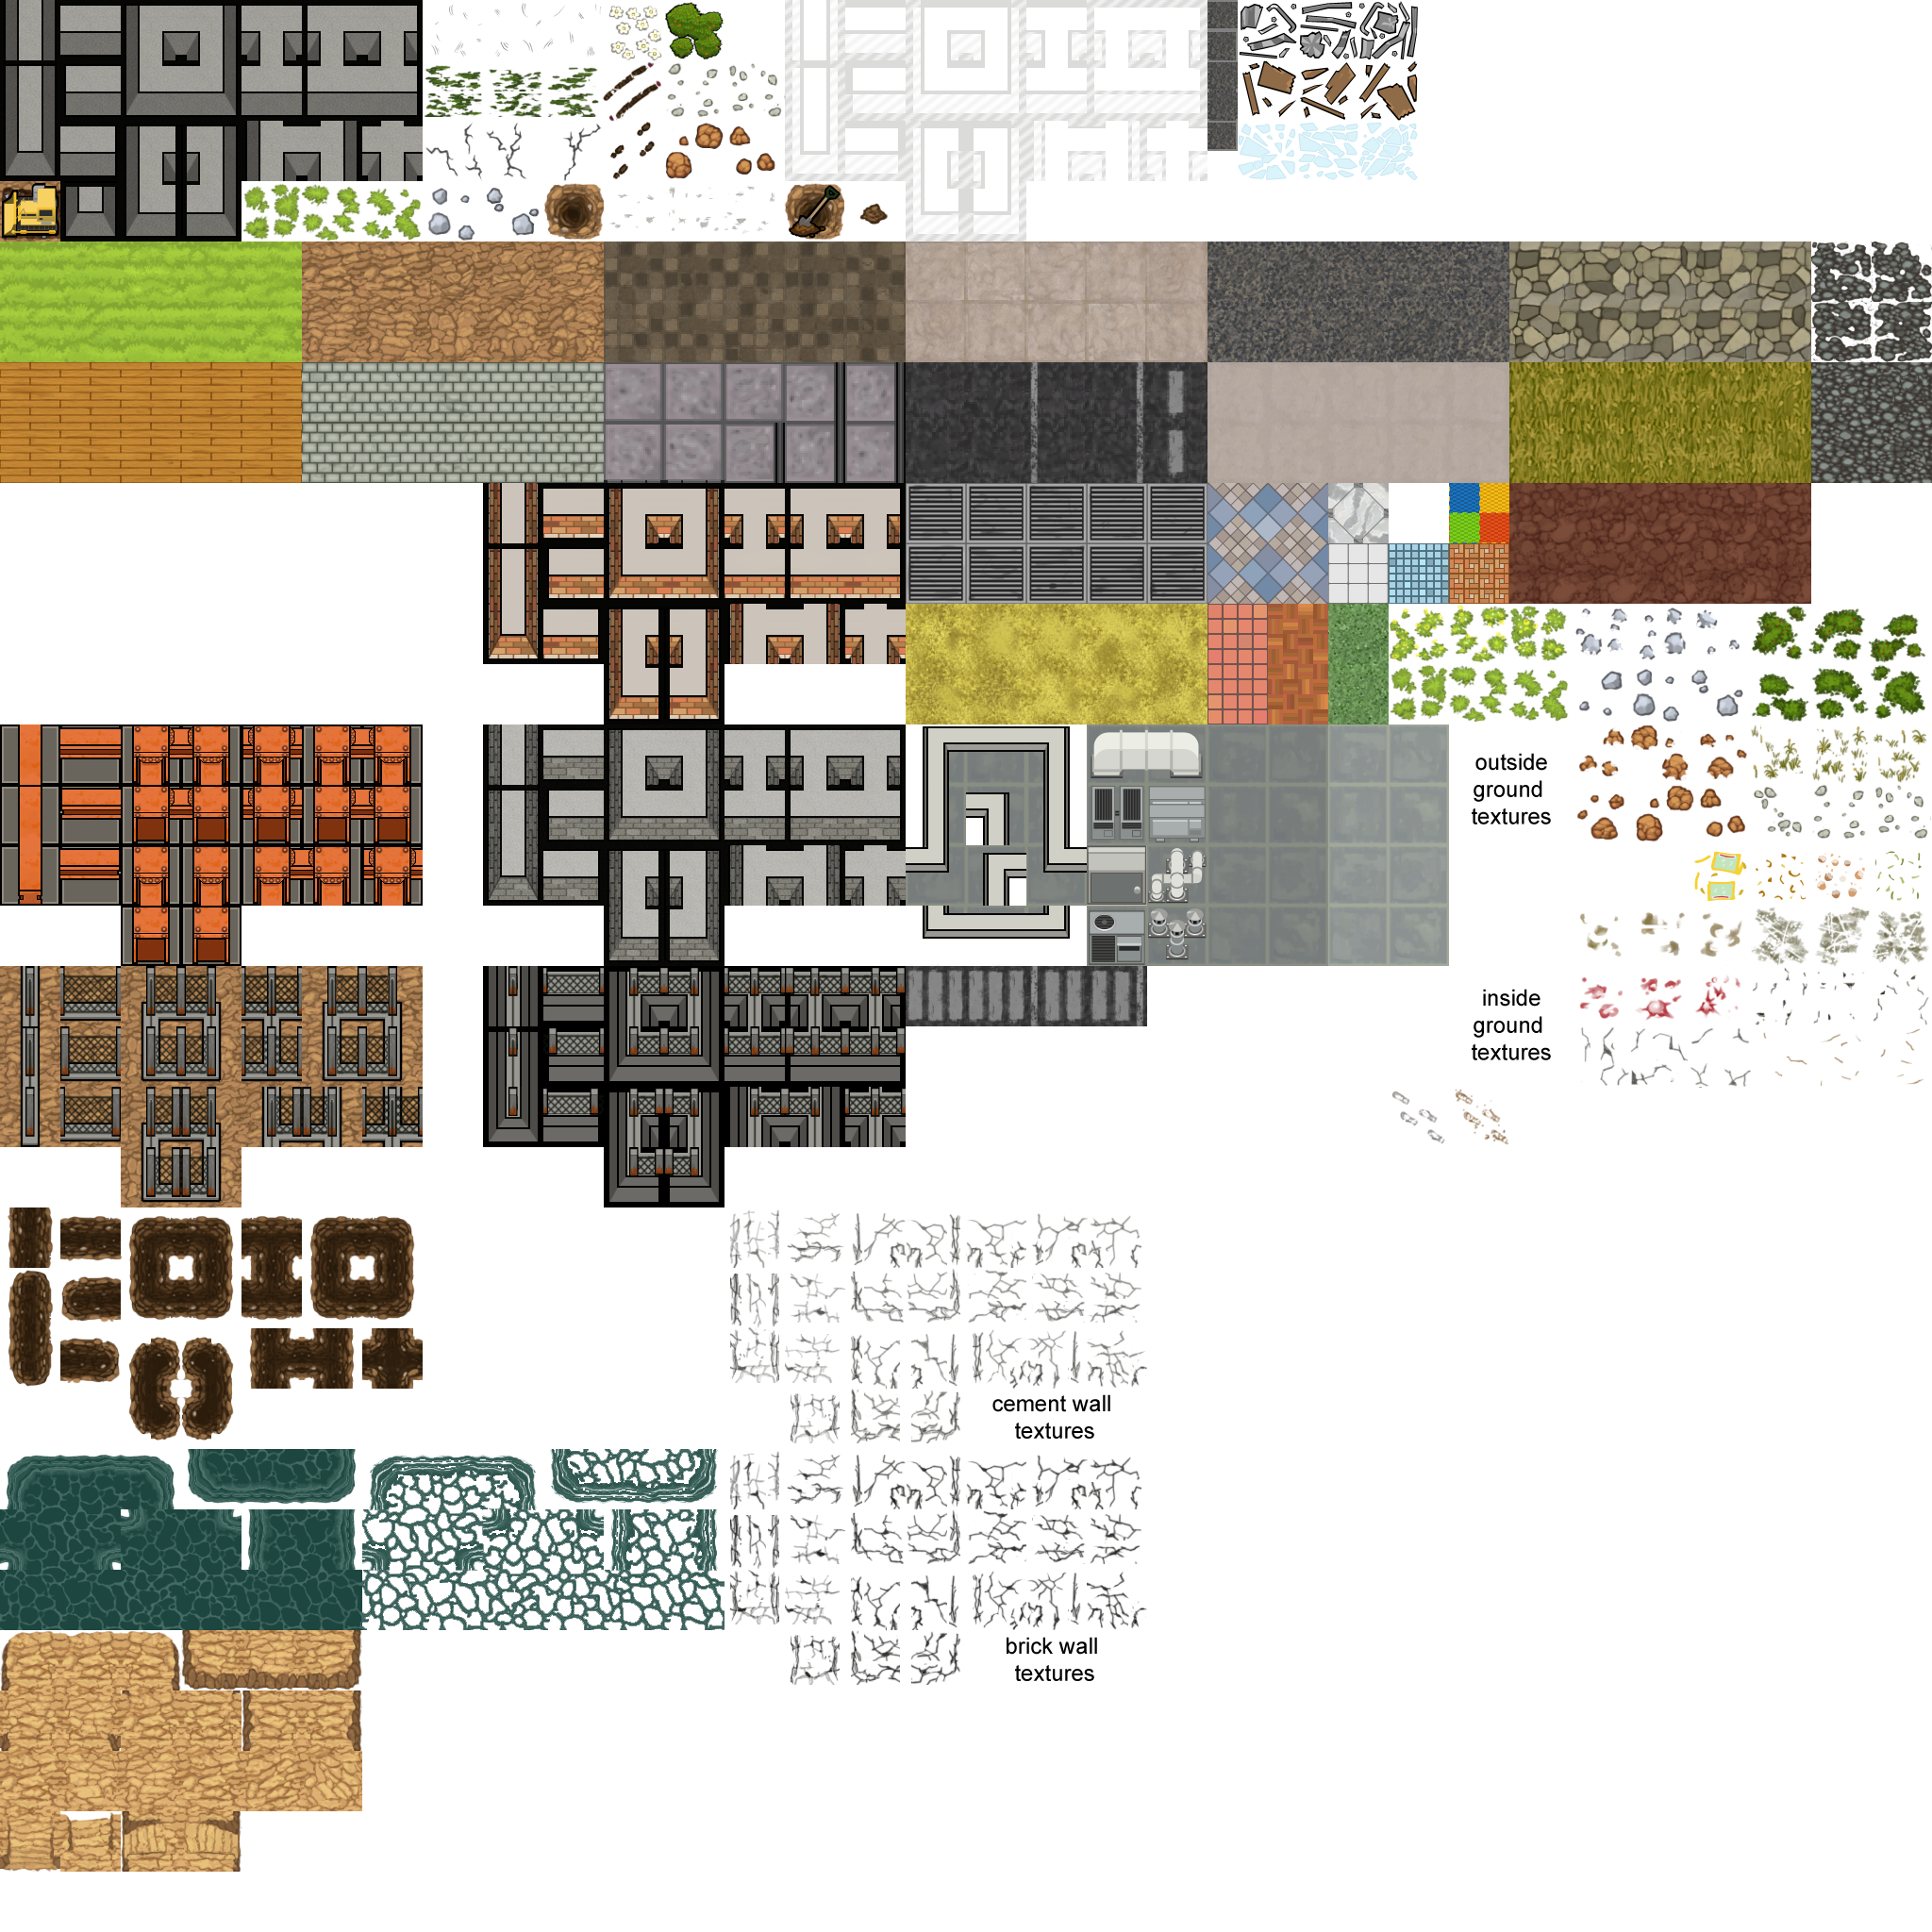 outside
ground
textures
inside
ground
textures
cement wall
textures
brick wall
textures